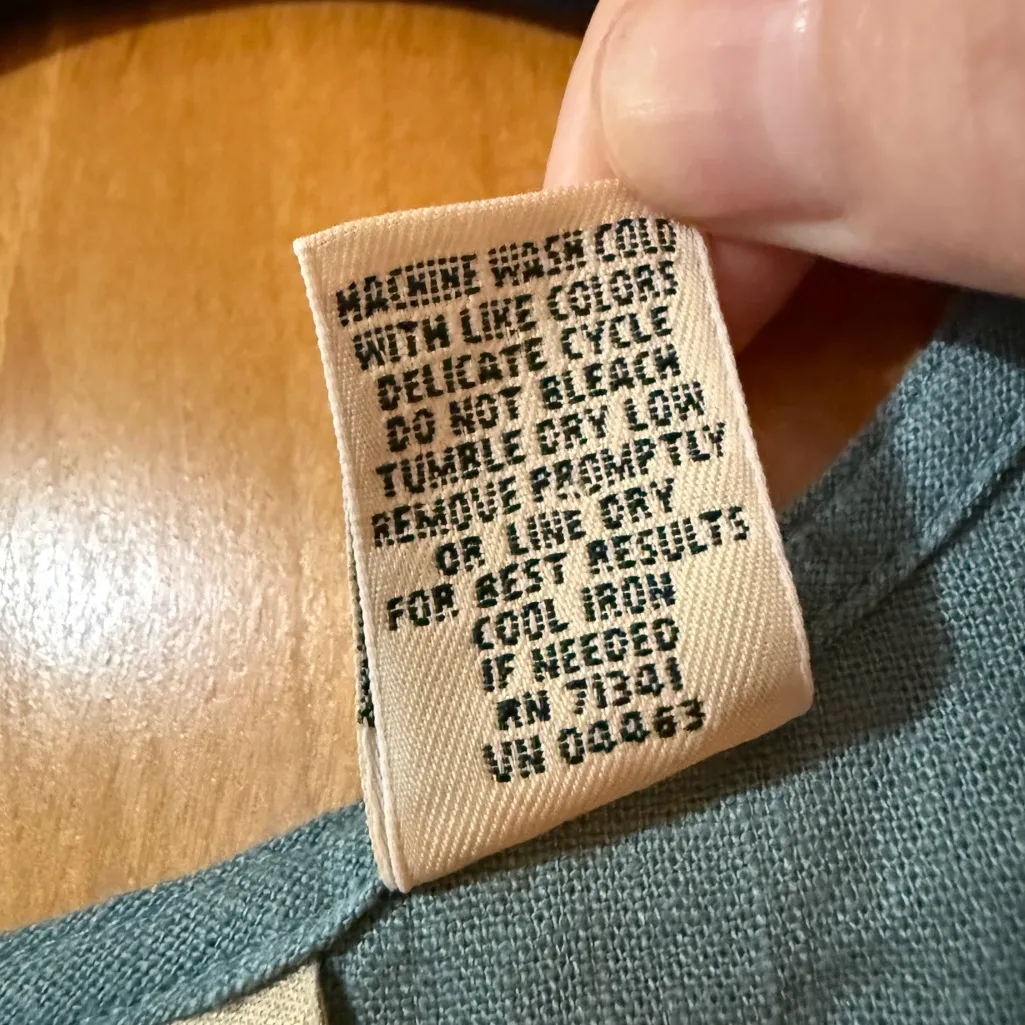 MACHINE WASH COLD
WITH LIKE COLORS
DELICATE CYCLE
DO NOT BLEACH
TUMBLE DRY LOW
REMOVE PROMPTLY
OR LINE DRY
FOR BEST RESULTS
COOL IRON
IF NEEDED
RN 71341
VN 04463